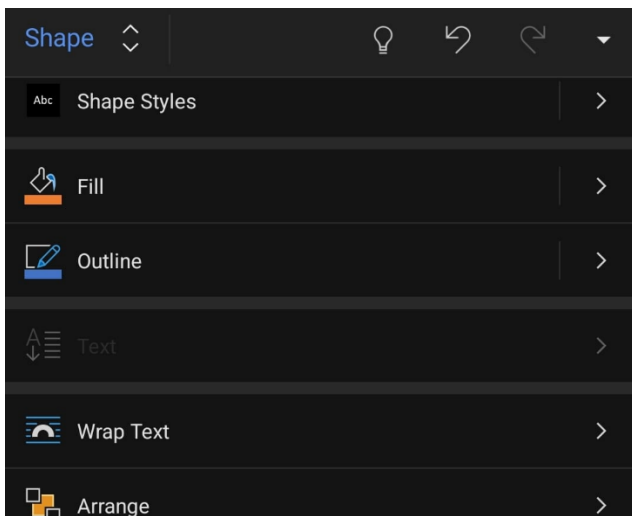 Shape
Abc Shape Styles
Fill
Outline
A Text
Wrap Text
Arrange